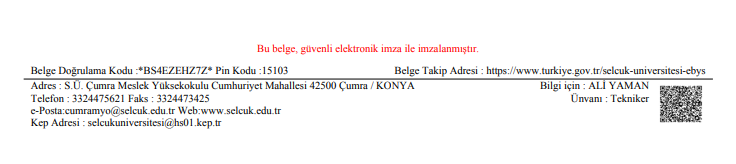 Bu belge, güvenli elektronik imza ile imzalanmıştır.
Belge Doğrulama Kodu :*BS4EZEHZ7Z* Pin Kodu :15103 Belge Takip Adresi : https://www.turkiye.gov.tr/selcuk-universitesi-ebys
Adres : S.Ü. Çumra Meslek Yüksekokulu Cumhuriyet Mahallesi 42500 Çumra / KONYA Bilgi için : ALİ YAMAN
Telefon : 3324475621 Faks : 3324473425 Ünvanı : Tekniker
e-Posta:cumramyo@selcuk.edu.tr Web:www.selcuk.edu.tr
Kep Adresi : selcukuniversitesi@hs01.kep.tr